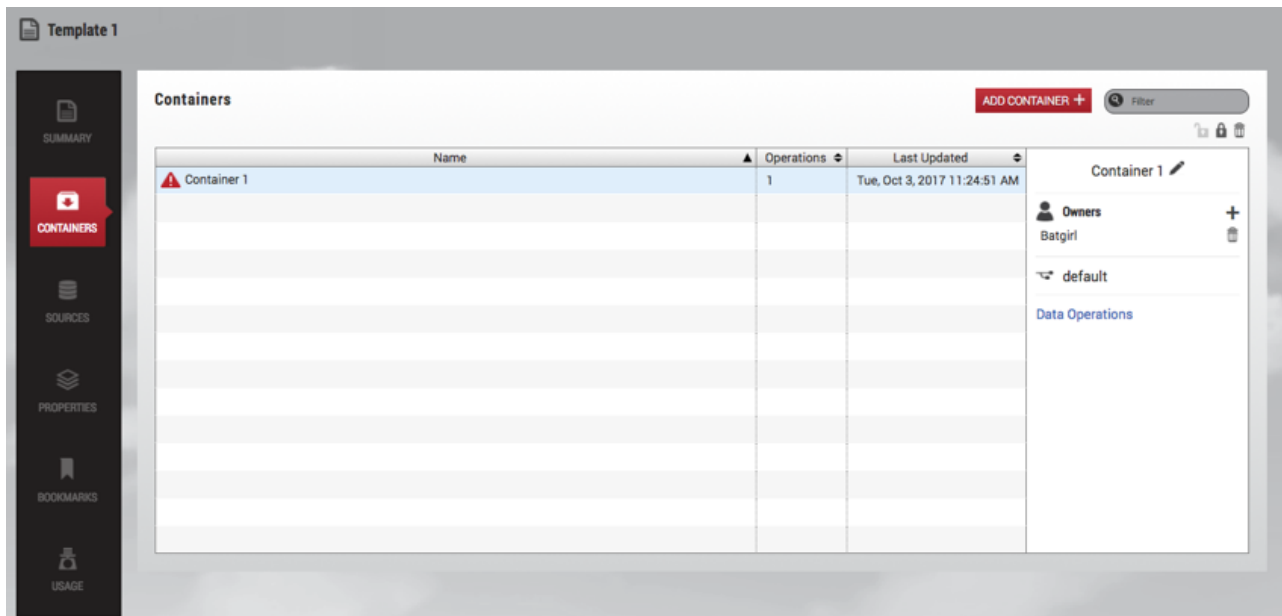 Template 1
SUMMARY
CONTAINERS
SOURCES
PROPERTIES
BOOKMARKS
USAGE
Containers
ADD CONTAINER +
Filter
Name Operations Last Updated
Container 1 1 Tue, Oct 3, 2017 11:24:51 AM
Container 1
Owners
Batgirl
default
Data Operations